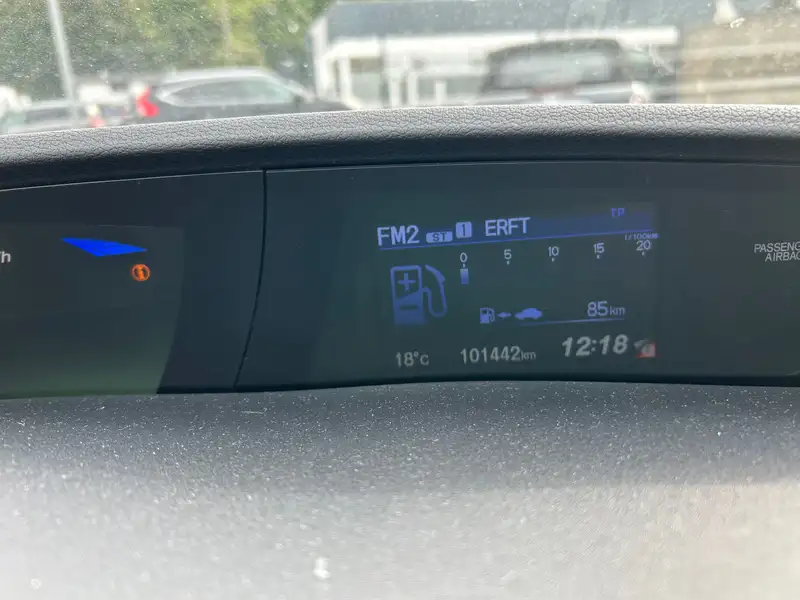 /h
FM2 ST 1 ERFT TP
l/100km
0 5 10 15 20
85km
18°C 101442km 12:18
PASSENG
AIRBAG